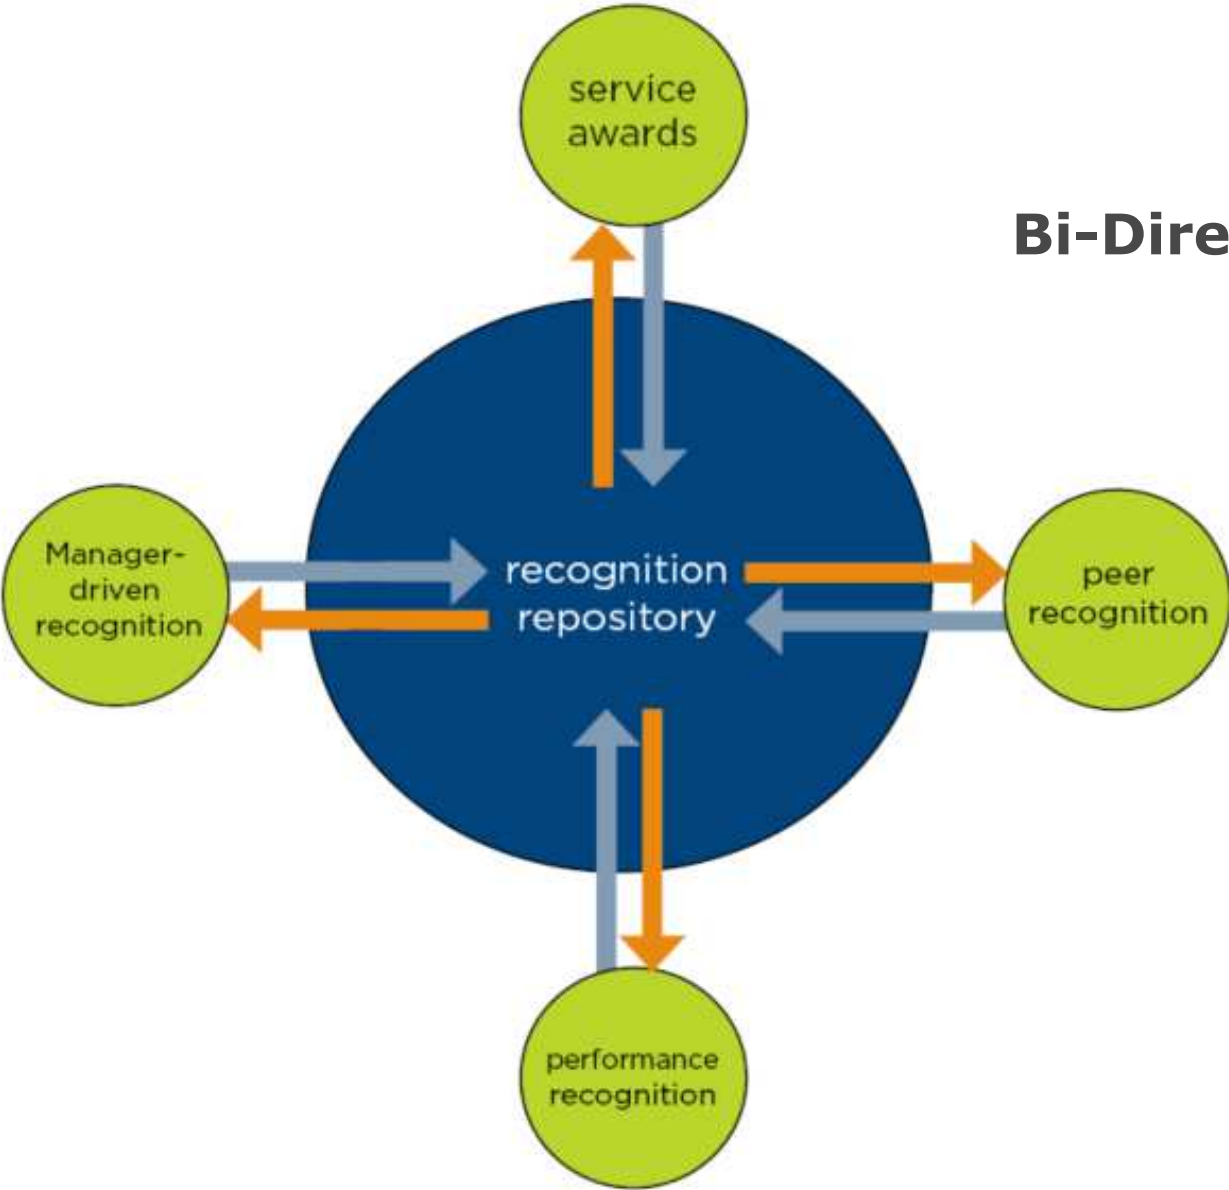 service
awards
Bi-Dire
Manager-
driven
recognition
recognition
repository
peer
recognition
performance
recognition